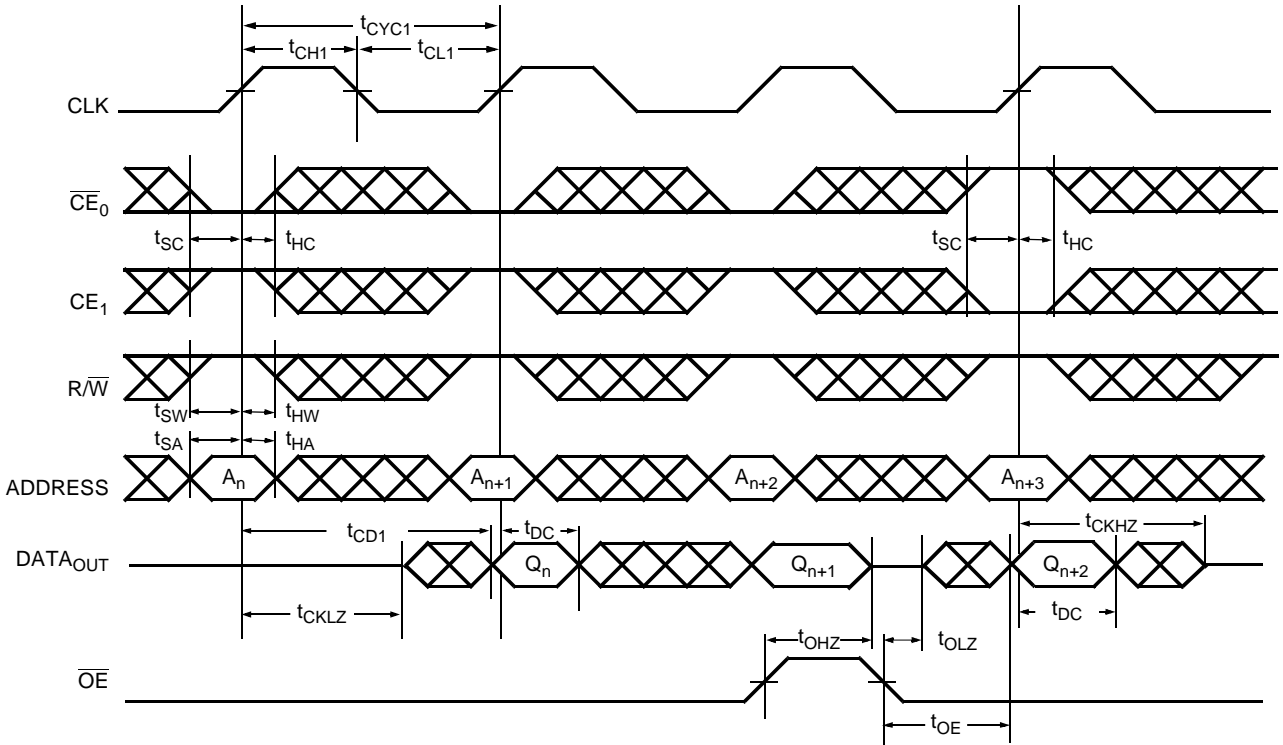 tCYC1
tCH1 tCL1
CLK
CE0
tSC tHC tSC tHC
CE1
R/W
tSW tHW
tSA tHA
ADDRESS An An+1 An+2 An+3
tCD1 tDC tCKHZ
DATAOUT Qn Qn+1 Qn+2
tCKLZ tDC
tOHZ tOLZ
OE
tOE